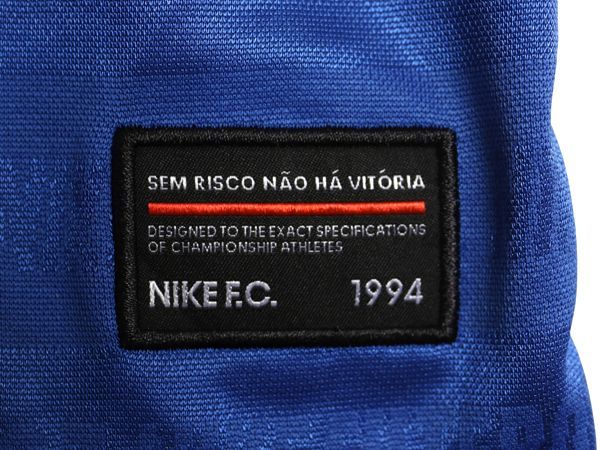 SEM RISCO NÃO HÁ VITÓRIA
DESIGNED TO THE EXACT SPECIFICATIONS
OF CHAMPIONSHIP ATHLETES
NIKE F.C. 1994